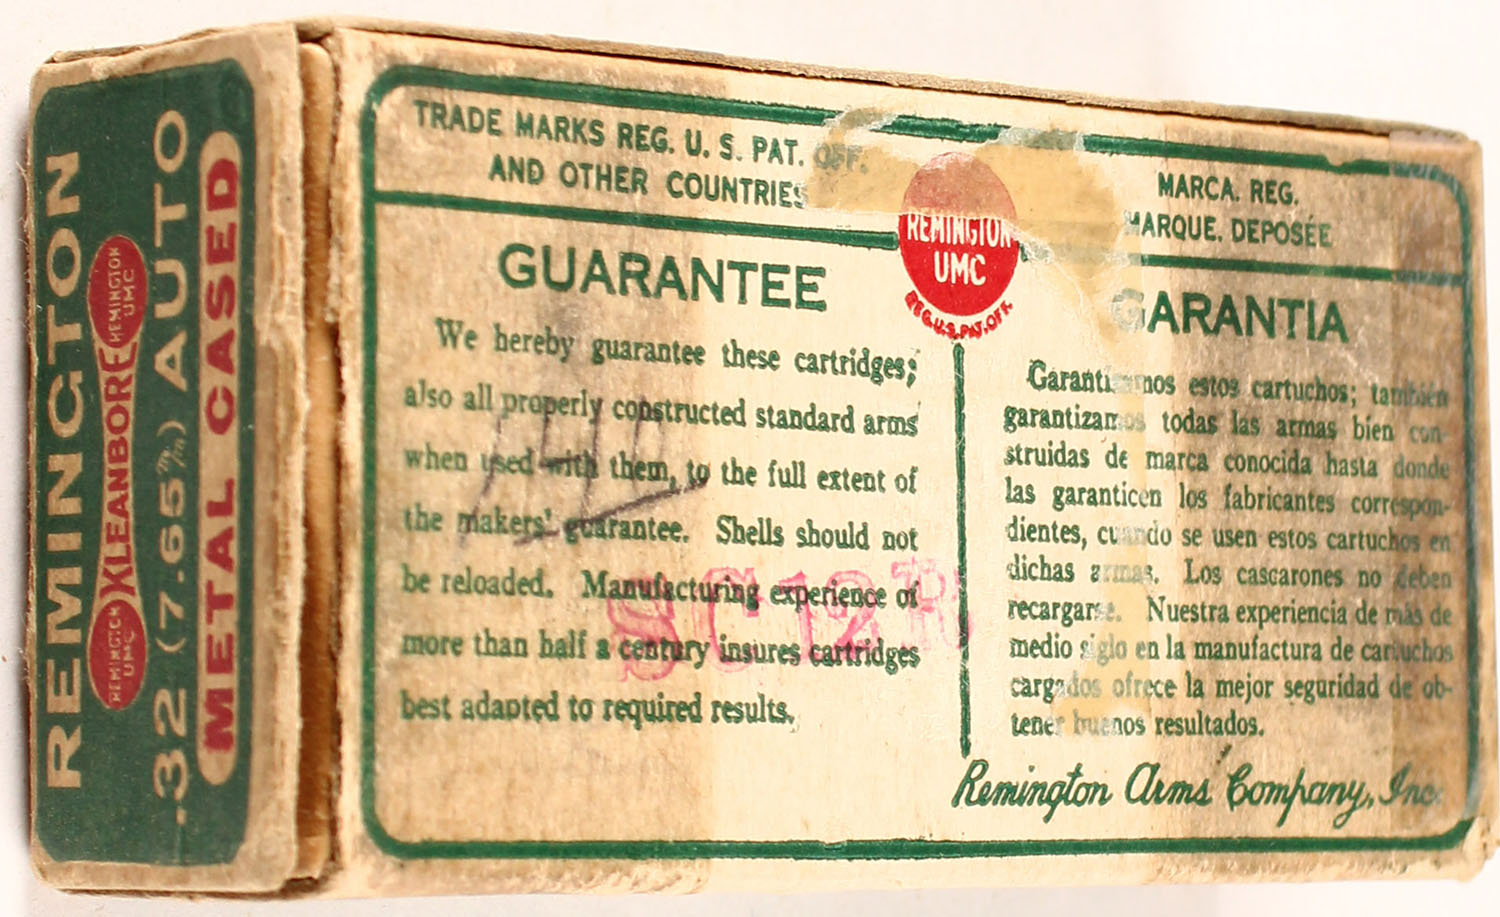 REMINGTON
REMINGTON UMC KLEANBORE REMINGTON UMC
.32 (7.65 m/m) AUTO
METAL CASED
TRADE MARKS REG. U. S. PAT. OFF.
AND OTHER COUNTRIES
REMINGTON
UMC
REG.U.S.PAT.OFF.
MARCA. REG.
MARQUE. DEPOSÉE
GUARANTEE
We hereby guarantee these cartridges;
also all properly constructed standard arms
when used with them, to the full extent of
the makers' guarantee. Shells should not
be reloaded. Manufacturing experience of
more than half a century insures cartridges
best adapted to required results.
SC12R
GARANTIA
Garantizamos estos cartuchos; también
garantizamos todas las armas bien con-
struidas de marca conocida hasta donde
las garanticen los fabricantes correspon-
dientes, cuando se usen estos cartuchos en
dichas armas. Los cascarones no deben
recargarse. Nuestra experiencia de más de
medio siglo en la manufactura de cartuchos
cargados ofrece la mejor seguridad de ob-
tener buenos resultados.
Remington Arms Company, Inc.